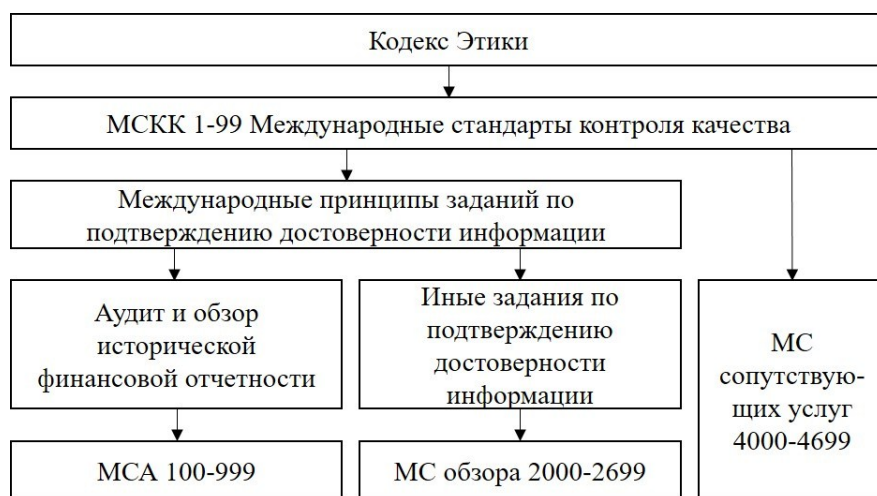 Кодекс Этики
МСКК 1-99 Международные стандарты контроля качества
Международные принципы заданий по
подтверждению достоверности информации
Аудит и обзор
исторической
финансовой отчетности
Иные задания по
подтверждению
достоверности
информации
МС
сопутствую-
щих услуг
4000-4699
МСА 100-999
МС обзора 2000-2699